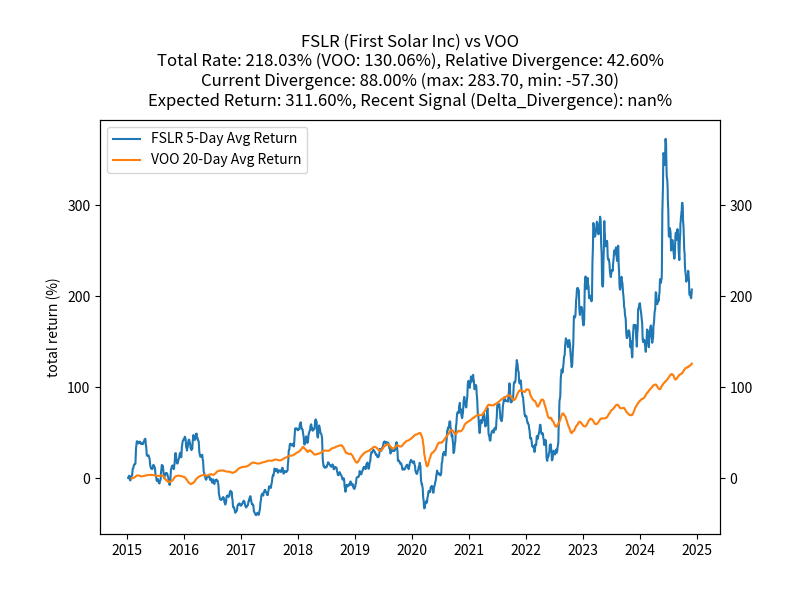 FSLR (First Solar Inc) vs VOO
Total Rate: 218.03% (VOO: 130.06%), Relative Divergence: 42.60%
Current Divergence: 88.00% (max: 283.70, min: -57.30)
Expected Return: 311.60%, Recent Signal (Delta_Divergence): nan%
FSLR 5-Day Avg Return
VOO 20-Day Avg Return
total return (%)
300
200
100
0
300
200
100
0
2015 2016 2017 2018 2019 2020 2021 2022 2023 2024 2025